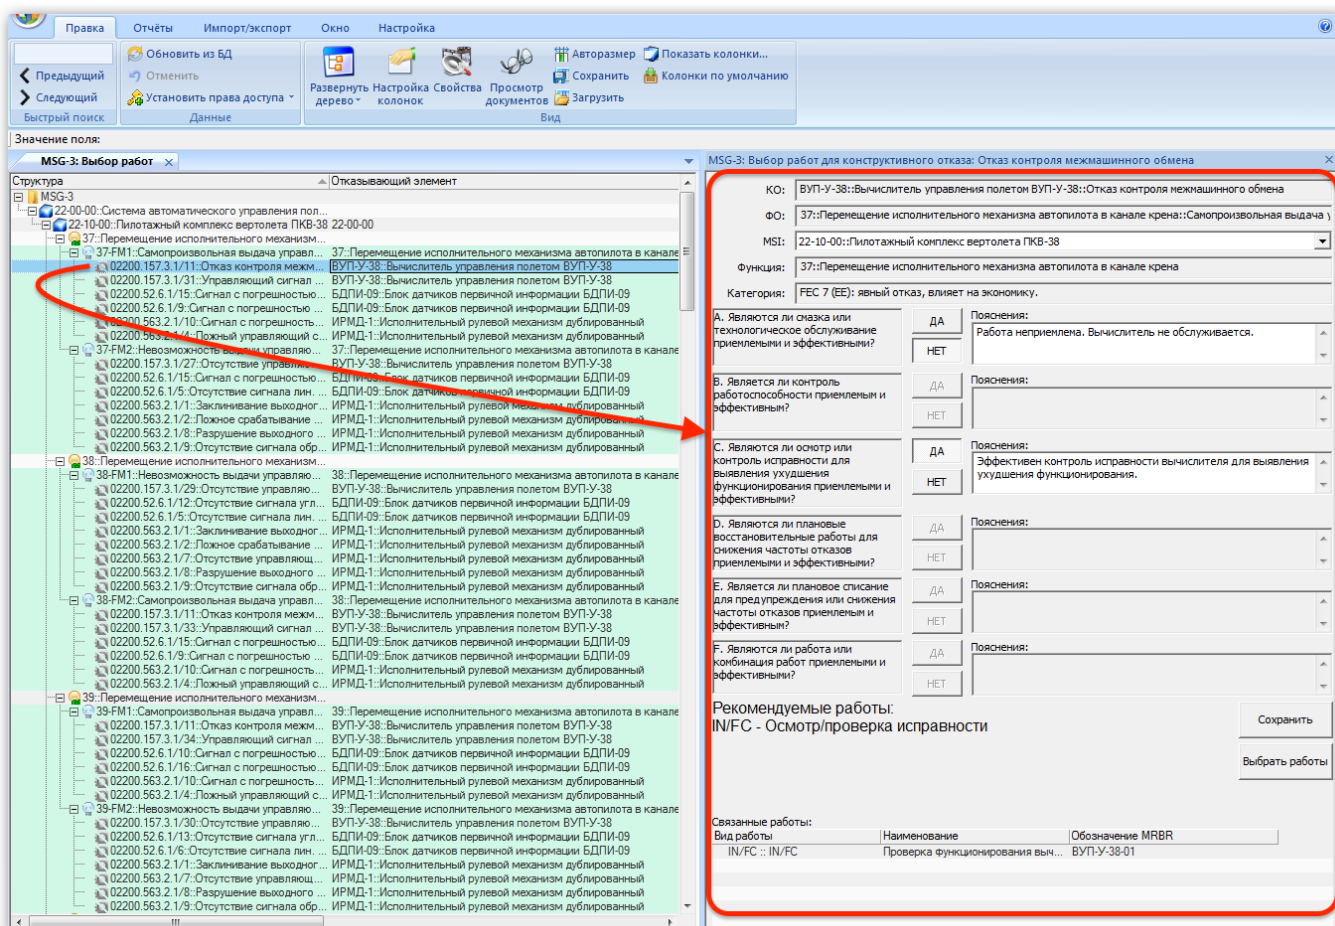 Правка Отчёты Импорт/экспорт Окно Настройка
Предыдущий
Следующий
Быстрый поиск
Обновить из БД
Отменить
Установить права доступа
Данные
Развернуть дерево
Настройка колонок
Свойства
Просмотр документов
Авторазмер
Сохранить
Загрузить
Показать колонки...
Колонки по умолчанию
Вид
Значение поля:
MSG-3: Выбор работ
Структура Отказывающий элемент
MSG-3
22-00-00::Система автоматического управления пол...
22-10-00::Пилотажный комплекс вертолета ПКВ-38 22-00-00
37::Перемещение исполнительного механизм...
37-FM1::Самопроизвольная выдача управл... 37::Перемещение исполнительного механизма автопилота в канале
02200.157.3.1/11::Отказ контроля межм... ВУП-У-38::Вычислитель управления полетом ВУП-У-38
02200.157.3.1/31::Управляющий сигнал ... ВУП-У-38::Вычислитель управления полетом ВУП-У-38
02200.52.6.1/15::Сигнал с погрешностью... БДПИ-09::Блок датчиков первичной информации БДПИ-09
02200.52.6.1/9::Сигнал с погрешностью ... БДПИ-09::Блок датчиков первичной информации БДПИ-09
02200.563.2.1/10::Сигнал с погрешность... ИРМД-1::Исполнительный рулевой механизм дублированный
02200.563.2.1/4::Ложный управляющий с... ИРМД-1::Исполнительный рулевой механизм дублированный
37-FM2::Невозможность выдачи управляю... 37::Перемещение исполнительного механизма автопилота в канале
02200.157.3.1/27::Отсутствие управляю... ВУП-У-38::Вычислитель управления полетом ВУП-У-38
02200.52.6.1/15::Сигнал с погрешностью... БДПИ-09::Блок датчиков первичной информации БДПИ-09
02200.52.6.1/5::Отсутствие сигнала лин. ... БДПИ-09::Блок датчиков первичной информации БДПИ-09
02200.563.2.1/1::Заклинивание выходног... ИРМД-1::Исполнительный рулевой механизм дублированный
02200.563.2.1/2::Ложное срабатывание ... ИРМД-1::Исполнительный рулевой механизм дублированный
02200.563.2.1/8::Разрушение выходного ... ИРМД-1::Исполнительный рулевой механизм дублированный
02200.563.2.1/9::Отсутствие сигнала обр... ИРМД-1::Исполнительный рулевой механизм дублированный
38::Перемещение исполнительного механизм...
38-FM1::Невозможность выдачи управляю... 38::Перемещение исполнительного механизма автопилота в канале
02200.157.3.1/29::Отсутствие управляю... ВУП-У-38::Вычислитель управления полетом ВУП-У-38
02200.52.6.1/12::Отсутствие сигнала угл... БДПИ-09::Блок датчиков первичной информации БДПИ-09
02200.52.6.1/5::Отсутствие сигнала лин. ... БДПИ-09::Блок датчиков первичной информации БДПИ-09
02200.563.2.1/1::Заклинивание выходног... ИРМД-1::Исполнительный рулевой механизм дублированный
02200.563.2.1/2::Ложное срабатывание ... ИРМД-1::Исполнительный рулевой механизм дублированный
02200.563.2.1/7::Отсутствие управляющ... ИРМД-1::Исполнительный рулевой механизм дублированный
02200.563.2.1/8::Разрушение выходного ... ИРМД-1::Исполнительный рулевой механизм дублированный
02200.563.2.1/9::Отсутствие сигнала обр... ИРМД-1::Исполнительный рулевой механизм дублированный
38-FM2::Самопроизвольная выдача управл... 38::Перемещение исполнительного механизма автопилота в канале
02200.157.3.1/11::Отказ контроля межм... ВУП-У-38::Вычислитель управления полетом ВУП-У-38
02200.157.3.1/33::Управляющий сигнал ... ВУП-У-38::Вычислитель управления полетом ВУП-У-38
02200.52.6.1/15::Сигнал с погрешностью... БДПИ-09::Блок датчиков первичной информации БДПИ-09
02200.52.6.1/9::Сигнал с погрешностью ... БДПИ-09::Блок датчиков первичной информации БДПИ-09
02200.563.2.1/10::Сигнал с погрешность... ИРМД-1::Исполнительный рулевой механизм дублированный
02200.563.2.1/4::Ложный управляющий с... ИРМД-1::Исполнительный рулевой механизм дублированный
39::Перемещение исполнительного механизм...
39-FM1::Самопроизвольная выдача управл... 39::Перемещение исполнительного механизма автопилота в канале
02200.157.3.1/11::Отказ контроля межм... ВУП-У-38::Вычислитель управления полетом ВУП-У-38
02200.157.3.1/34::Управляющий сигнал ... ВУП-У-38::Вычислитель управления полетом ВУП-У-38
02200.52.6.1/10::Сигнал с погрешностью... БДПИ-09::Блок датчиков первичной информации БДПИ-09
02200.52.6.1/16::Сигнал с погрешностью... БДПИ-09::Блок датчиков первичной информации БДПИ-09
02200.563.2.1/10::Сигнал с погрешность... ИРМД-1::Исполнительный рулевой механизм дублированный
02200.563.2.1/4::Ложный управляющий с... ИРМД-1::Исполнительный рулевой механизм дублированный
39-FM2::Невозможность выдачи управляю... 39::Перемещение исполнительного механизма автопилота в канале
02200.157.3.1/30::Отсутствие управляю... ВУП-У-38::Вычислитель управления полетом ВУП-У-38
02200.52.6.1/13::Отсутствие сигнала угл... БДПИ-09::Блок датчиков первичной информации БДПИ-09
02200.52.6.1/6::Отсутствие сигнала лин. ... БДПИ-09::Блок датчиков первичной информации БДПИ-09
02200.563.2.1/1::Заклинивание выходног... ИРМД-1::Исполнительный рулевой механизм дублированный
02200.563.2.1/7::Отсутствие управляющ... ИРМД-1::Исполнительный рулевой механизм дублированный
02200.563.2.1/8::Разрушение выходного ... ИРМД-1::Исполнительный рулевой механизм дублированный
02200.563.2.1/9::Отсутствие сигнала обр... ИРМД-1::Исполнительный рулевой механизм дублированный
MSG-3: Выбор работ для конструктивного отказа: Отказ контроля межмашинного обмена
КО: ВУП-У-38::Вычислитель управления полетом ВУП-У-38::Отказ контроля межмашинного обмена
ФО: 37::Перемещение исполнительного механизма автопилота в канале крена::Самопроизвольная выдача у
MSI: 22-10-00::Пилотажный комплекс вертолета ПКВ-38
Функция: 37::Перемещение исполнительного механизма автопилота в канале крена
Категория: FEC 7 (EE): явный отказ, влияет на экономику.
A. Являются ли смазка или
технологическое обслуживание
приемлемыми и эффективными?
ДА
НЕТ
Пояснения:
Работа неприемлема. Вычислитель не обслуживается.
B. Является ли контроль
работоспособности приемлемым и
эффективным?
ДА
НЕТ
Пояснения:
C. Являются ли осмотр или
контроль исправности для
выявления ухудшения
функционирования приемлемыми и
эффективными?
ДА
НЕТ
Пояснения:
Эффективен контроль исправности вычислителя для выявления
ухудшения функционирования.
D. Являются ли плановые
восстановительные работы для
снижения частоты отказов
приемлемыми и эффективными?
ДА
НЕТ
Пояснения:
E. Является ли плановое списание
для предупреждения или снижения
частоты отказов приемлемым и
эффективным?
ДА
НЕТ
Пояснения:
F. Являются ли работа или
комбинация работ приемлемыми и
эффективными?
ДА
НЕТ
Пояснения:
Рекомендуемые работы:
IN/FC - Осмотр/проверка исправности
Сохранить
Выбрать работы
Связанные работы:
Вид работы Наименование Обозначение MRBR
IN/FC :: IN/FC Проверка функционирования выч... ВУП-У-38-01